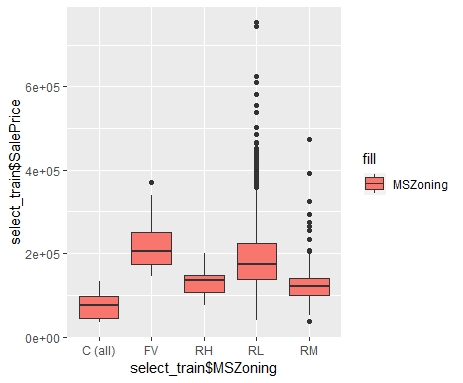 select_train$SalePrice
6e+05
4e+05
2e+05
0e+00
C (all) FV RH RL RM
select_train$MSZoning
fill
MSZoning